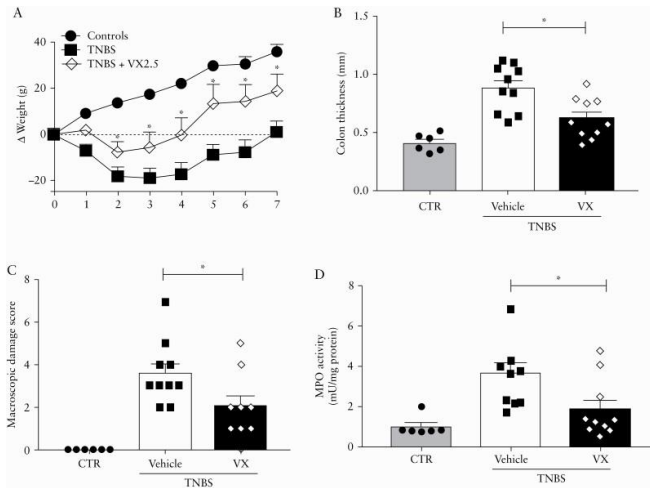 A
Controls
TNBS
TNBS + VX2.5
Δ Weight (g)
40
20
0
−20
* * * * * *
0 1 2 3 4 5 6 7
B
Colon thickness (mm)
1.5
1.0
0.5
0.0
*
CTR Vehicle VX
TNBS
C
Macroscopic damage score
8
6
4
2
0
*
CTR Vehicle VX
TNBS
D
MPO activity
(mU/mg protein)
8
6
4
2
0
*
CTR Vehicle VX
TNBS